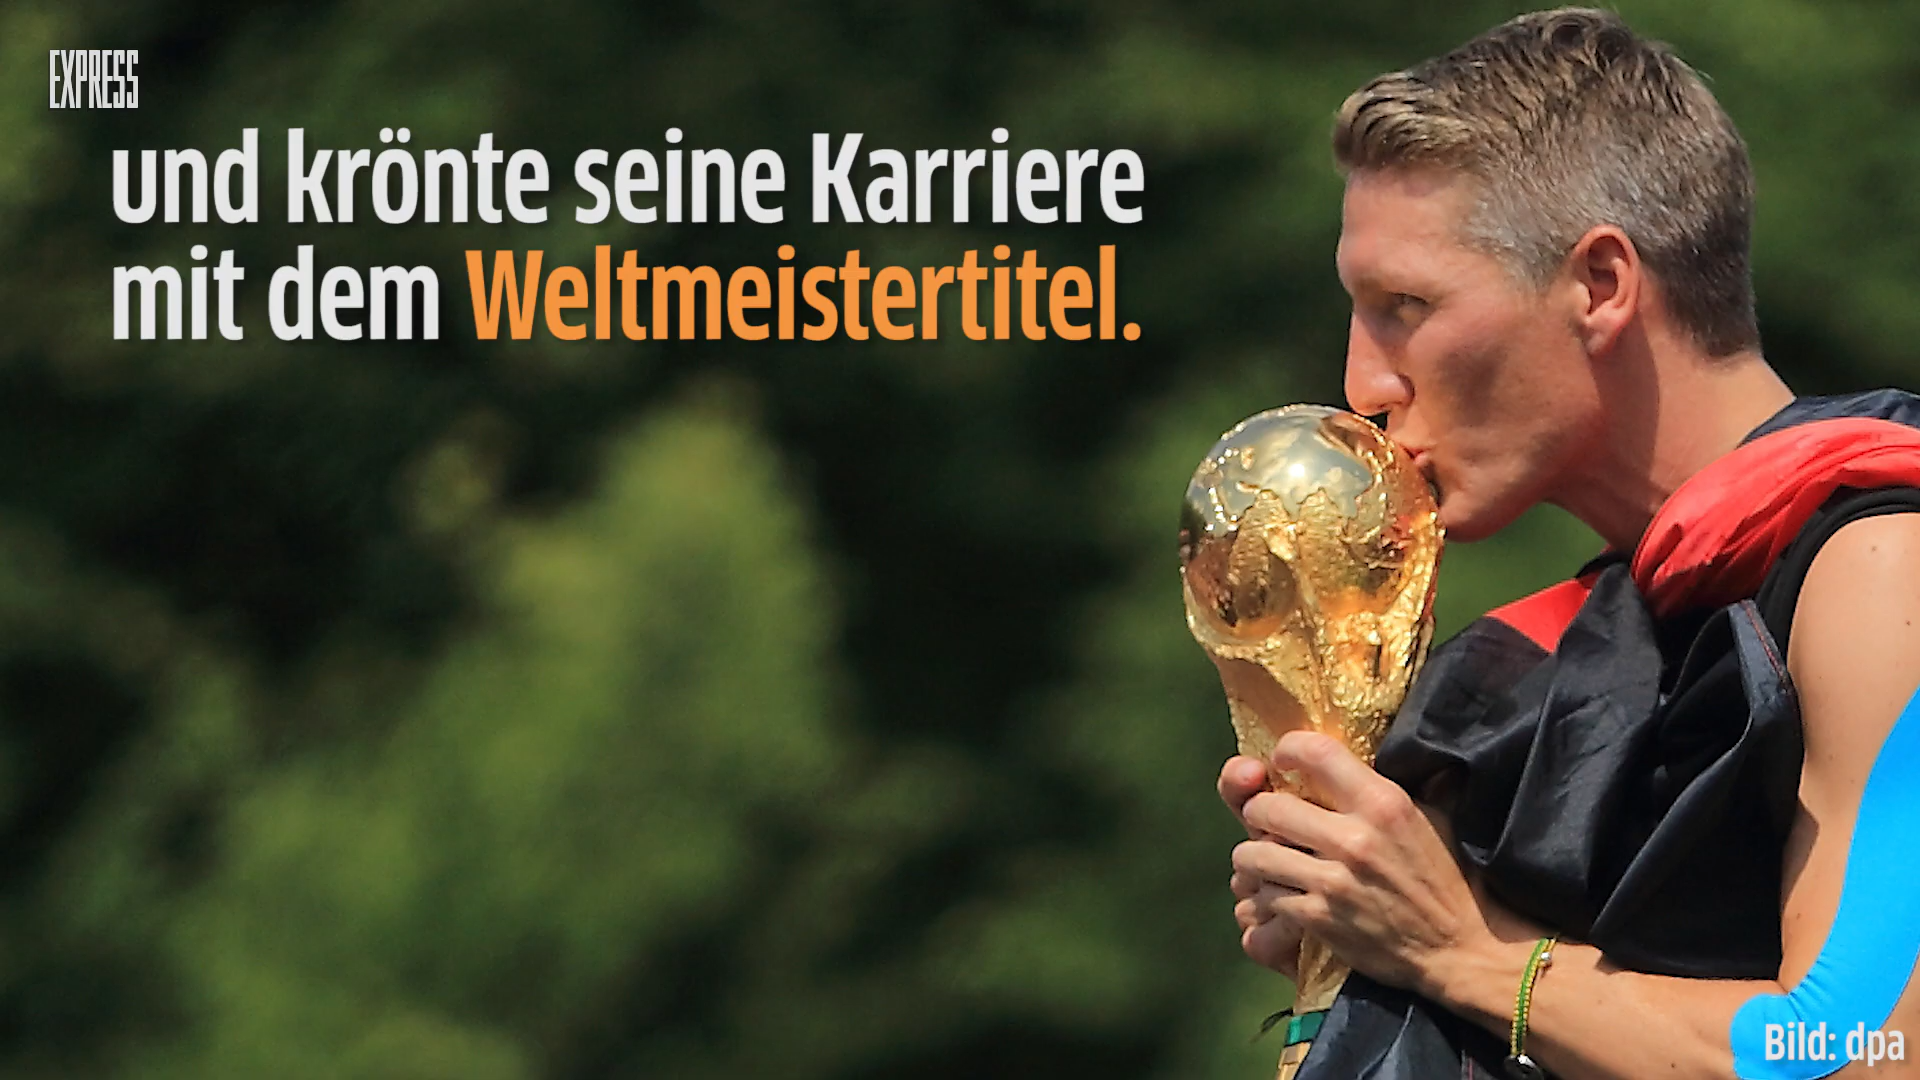 EXPRESS
und krönte seine Karriere
mit dem Weltmeistertitel.
Bild: dpa